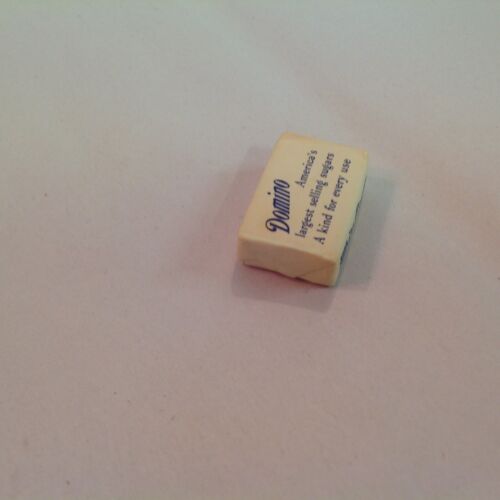 Domino
America's
largest selling sugars
A kind for every use